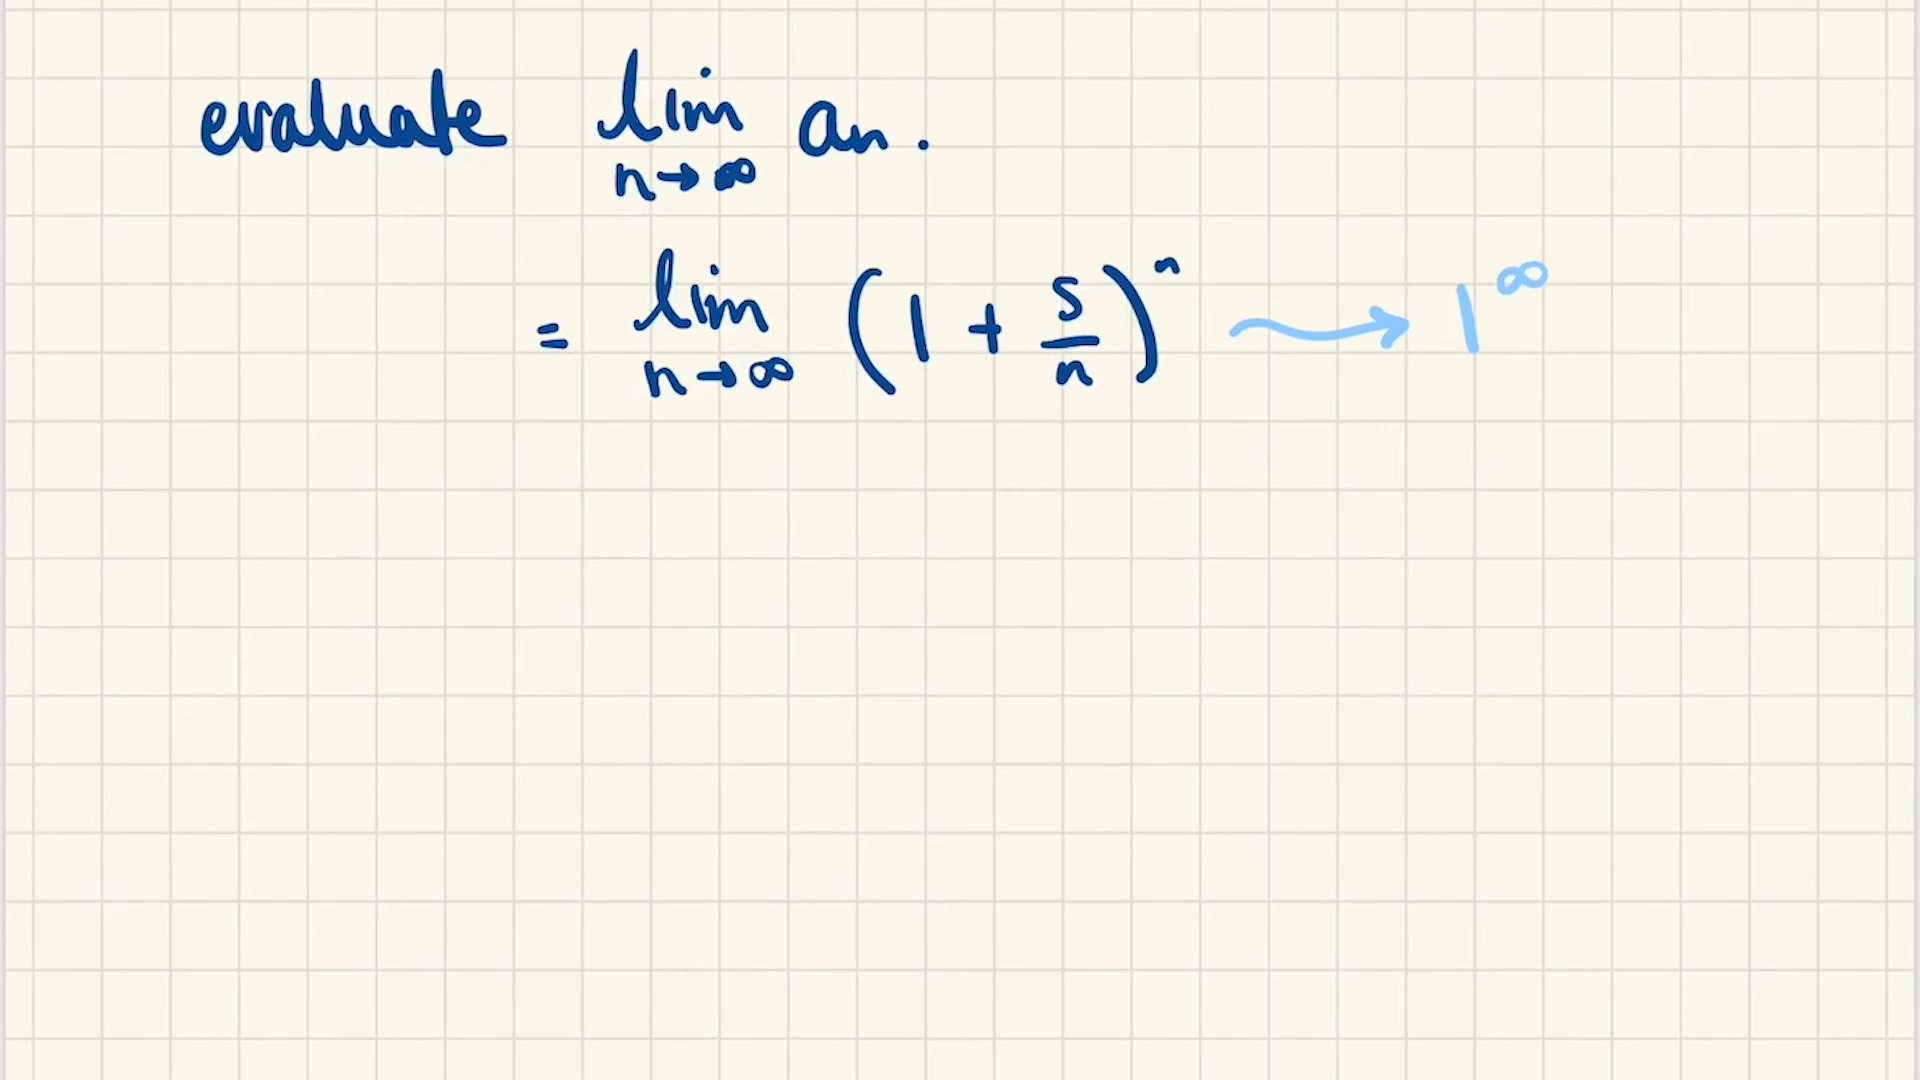 evaluate lim an.
n→∞
= lim (1 + 5/n)^n → 1^∞
n→∞